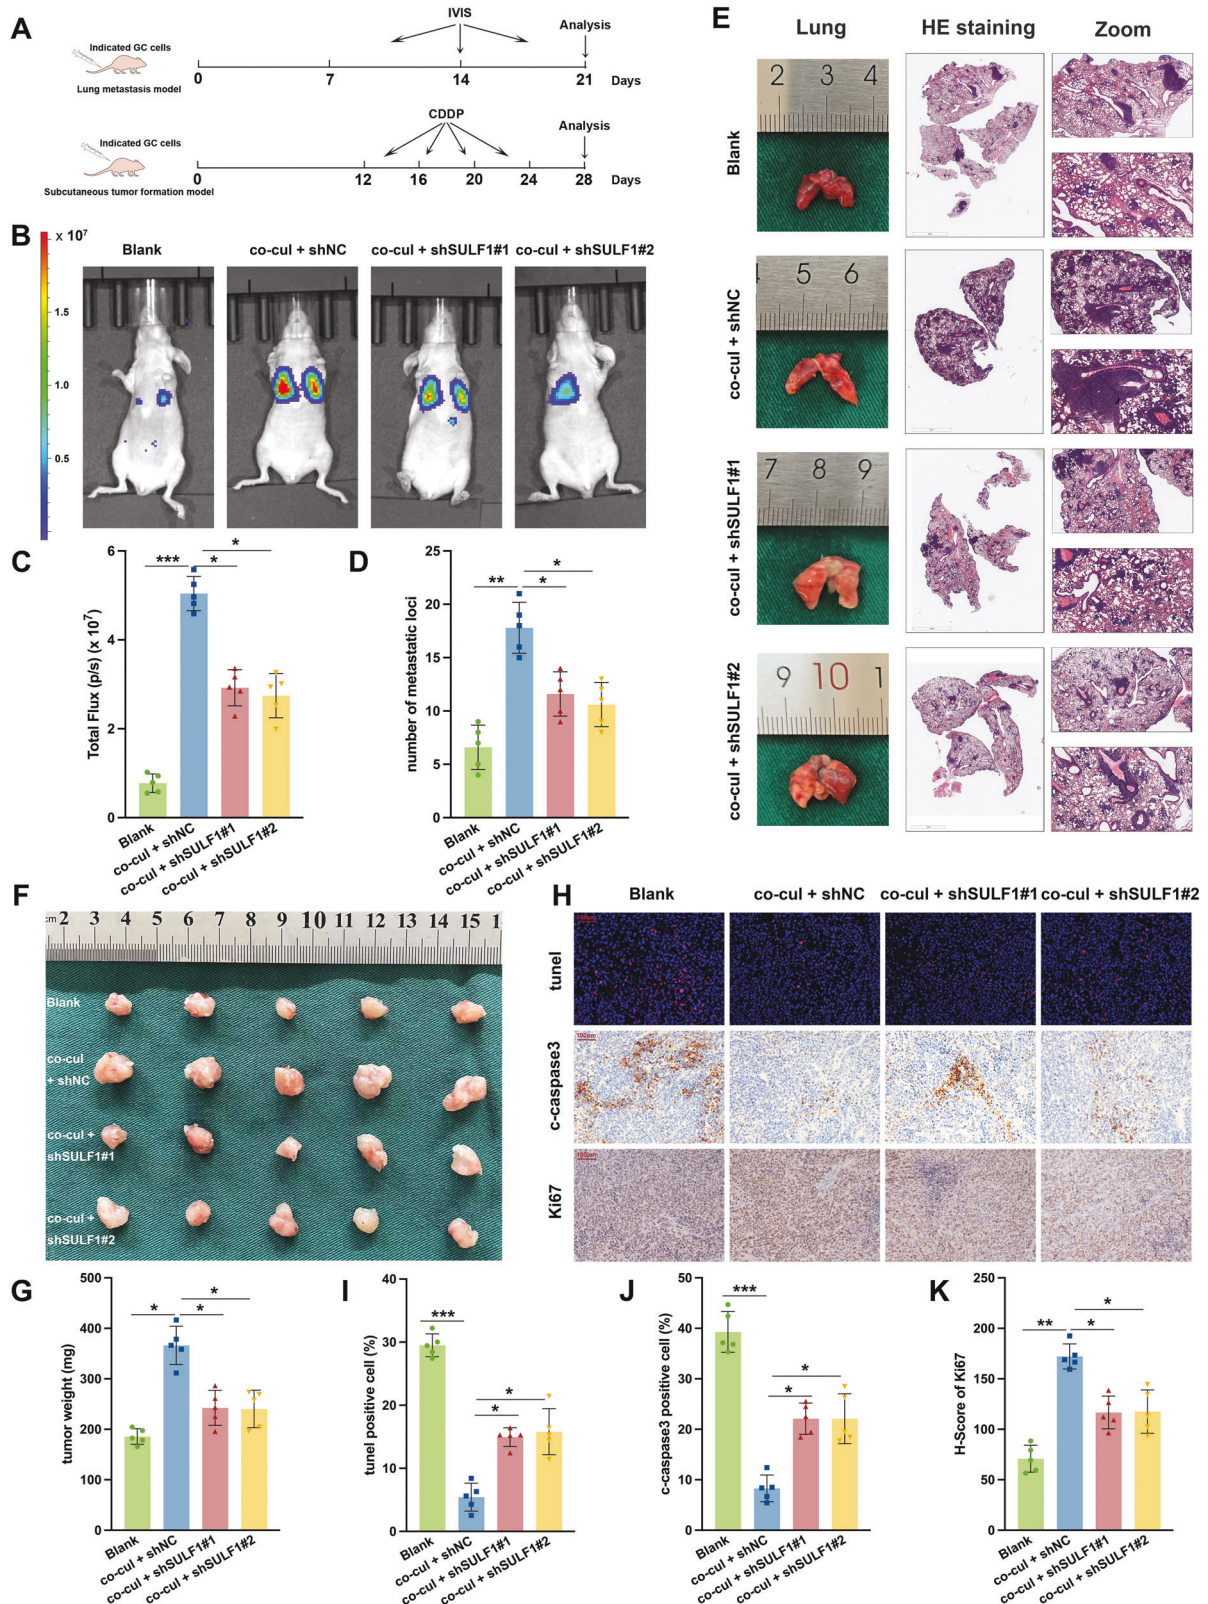 A
IVIS
Analysis
Indicated GC cells
Lung metastasis model
0
7
14
21
Days
CDDP
Analysis
Indicated GC cells
Subcutaneous tumor formation model
0
12
16
20
24
28
Days
B
x 10⁷
1.5
1.0
0.5
Blank
co-cul + shNC
co-cul + shSULF1#1
co-cul + shSULF1#2
C
Total Flux (p/s) (x 10⁷)
6
4
2
0
***
*
*
Blank
co-cul + shNC
co-cul + shSULF1#1
co-cul + shSULF1#2
D
number of metastatic loci
25
20
15
10
5
0
**
*
*
Blank
co-cul + shNC
co-cul + shSULF1#1
co-cul + shSULF1#2
E
Lung
HE staining
Zoom
Blank
2 3 4
co-cul + shNC
5 6
co-cul + shSULF1#1
7 8 9
co-cul + shSULF1#2
9 10 1
F
cm 2 3 4 5 6 7 8 9 10 11 12 13 14 15 1
Blank
co-cul
+ shNC
co-cul +
shSULF1#1
co-cul +
shSULF1#2
H
Blank
co-cul + shNC
co-cul + shSULF1#1
co-cul + shSULF1#2
tunel
100μm
c-caspase3
100μm
Ki67
100μm
G
tumor weight (mg)
500
400
300
200
100
0
*
*
*
Blank
co-cul + shNC
co-cul + shSULF1#1
co-cul + shSULF1#2
I
tunel positive cell (%)
40
30
20
10
0
***
*
*
Blank
co-cul + shNC
co-cul + shSULF1#1
co-cul + shSULF1#2
J
c-caspase3 positive cell (%)
50
40
30
20
10
0
***
*
*
Blank
co-cul + shNC
co-cul + shSULF1#1
co-cul + shSULF1#2
K
H-Score of Ki67
250
200
150
100
50
0
**
*
*
Blank
co-cul + shNC
co-cul + shSULF1#1
co-cul + shSULF1#2